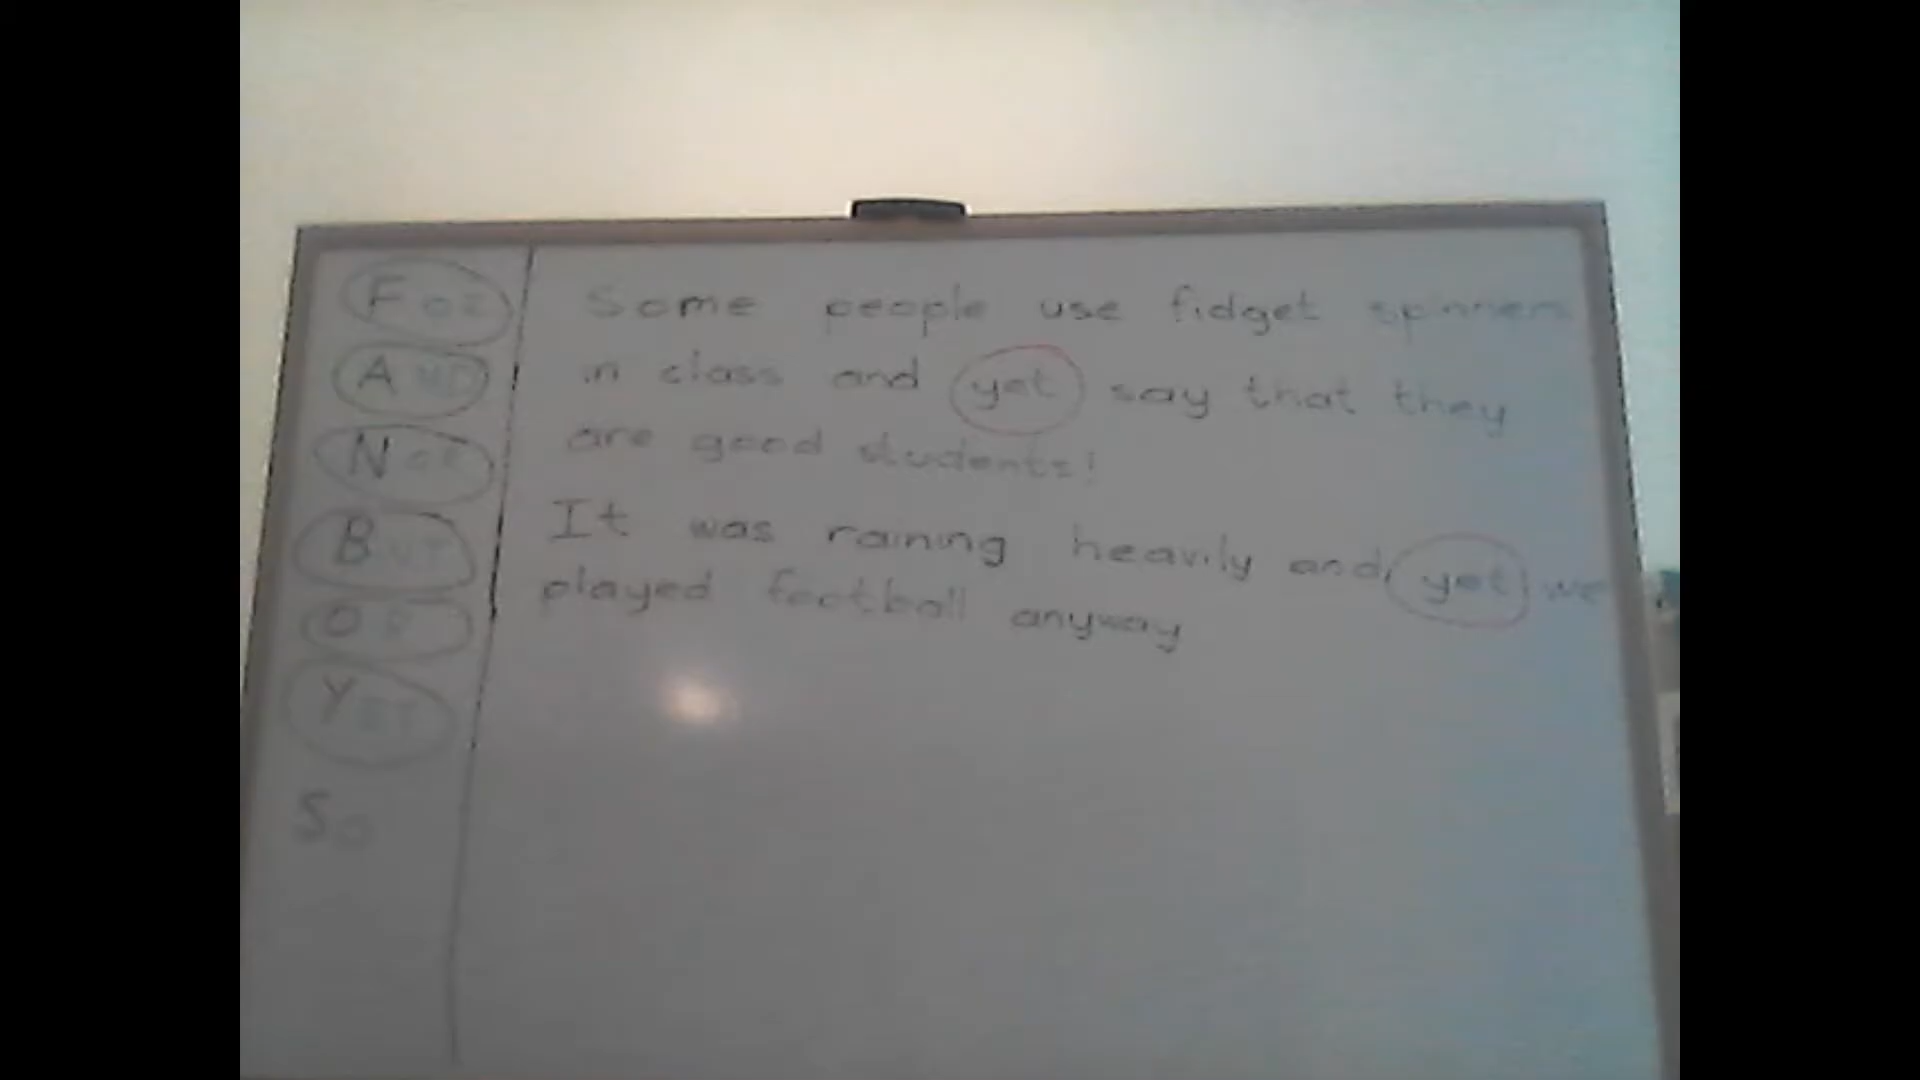 FOR
AND
NOR
BUT
OR
YET
So
Some people use fidget spinners
in class and yet say that they
are good students!
It was raining heavily and, yet, we
played football anyway